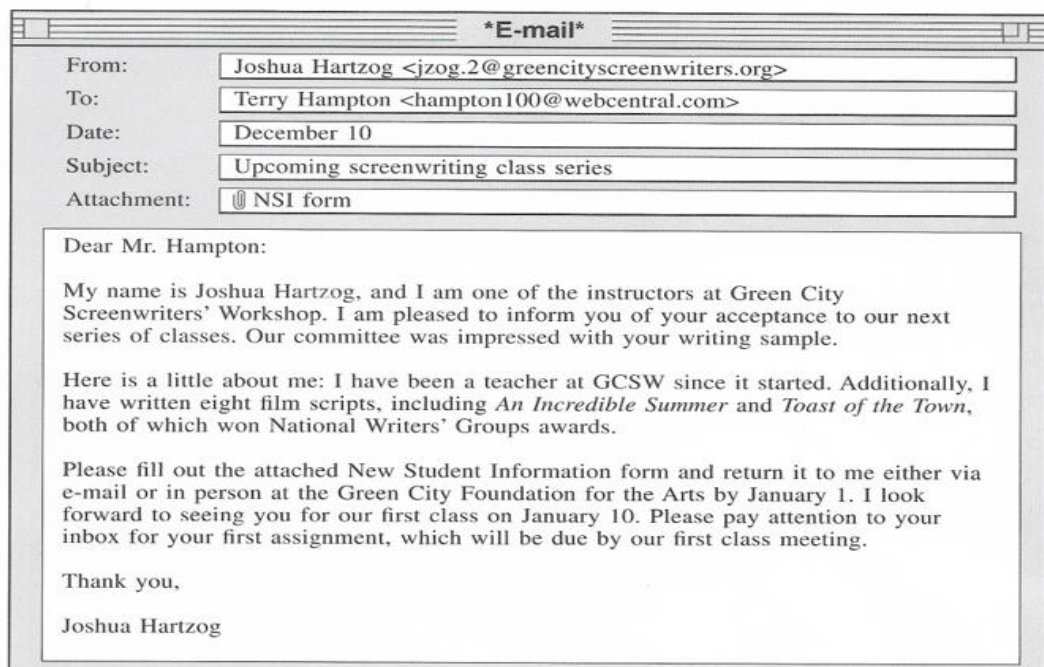 *E-mail*
From: Joshua Hartzog <jzog.2@greencityscreenwriters.org>
To: Terry Hampton <hampton100@webcentral.com>
Date: December 10
Subject: Upcoming screenwriting class series
Attachment: NSI form
Dear Mr. Hampton:
My name is Joshua Hartzog, and I am one of the instructors at Green City
Screenwriters' Workshop. I am pleased to inform you of your acceptance to our next
series of classes. Our committee was impressed with your writing sample.
Here is a little about me: I have been a teacher at GCSW since it started. Additionally, I
have written eight film scripts, including An Incredible Summer and Toast of the Town,
both of which won National Writers' Groups awards.
Please fill out the attached New Student Information form and return it to me either via
e-mail or in person at the Green City Foundation for the Arts by January 1. I look
forward to seeing you for our first class on January 10. Please pay attention to your
inbox for your first assignment, which will be due by our first class meeting.
Thank you,
Joshua Hartzog